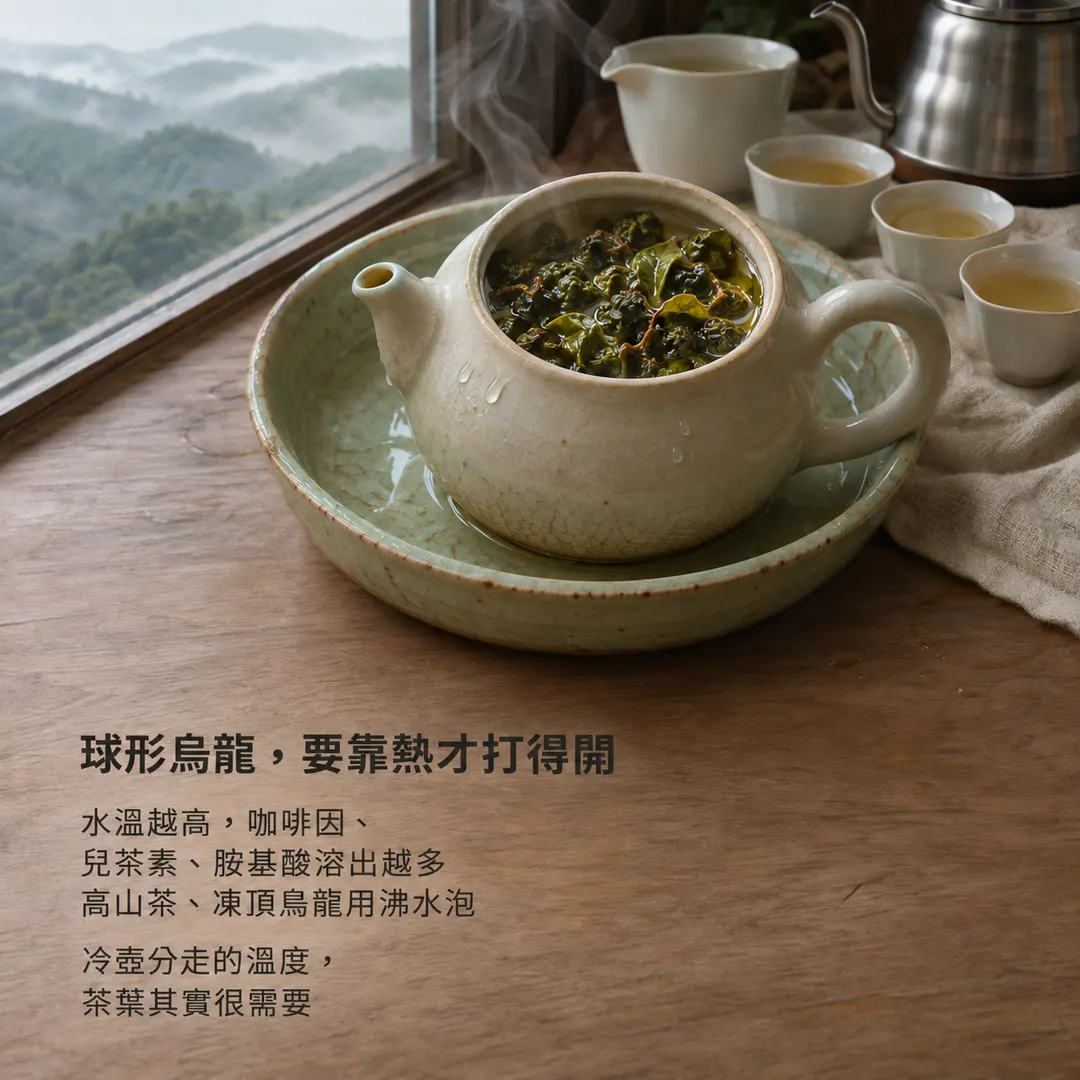 球形烏龍，要靠熱才打得開
水溫越高，咖啡因、
兒茶素、胺基酸溶出越多
高山茶、凍頂烏龍用沸水泡
冷壺分走的溫度，
茶葉其實很需要